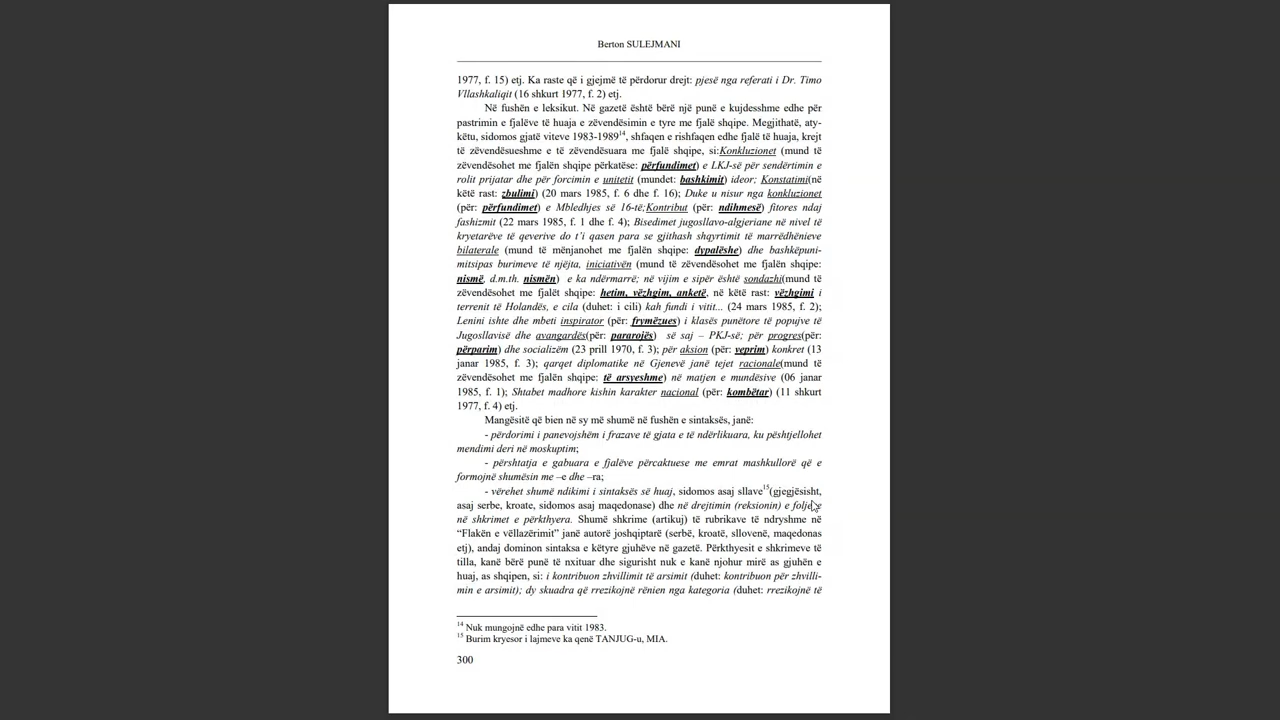 Berton SULEJMANI
1977, f. 15) etj. Ka raste që i gjejmë të përdorur drejt: pjesë nga referati i Dr. Timo
Vllashkaliqit (16 shkurt 1977, f. 2) etj.
Në fushën e leksikut. Në gazetë është bërë një punë e kujdesshme edhe për
pastrimin e fjalëve të huaja e zëvendësimin e tyre me fjalë shqipe. Megjithatë, aty-
këtu, sidomos gjatë viteve 1983-198914, shfaqen e rishfaqen edhe fjalë të huaja, krejt
të zëvendësueshme e të zëvendësuara me fjalë shqipe, si:Konkluzionet (mund të
zëvendësohet me fjalën shqipe përkatëse: përfundimet) e LKJ-së për sendërtimin e
rolit prijatar dhe për forcimin e unitetit (mundet: bashkimit) ideor; Konstatimi(në
këtë rast: zbulimi) (20 mars 1985, f. 6 dhe f. 16); Duke u nisur nga konkluzionet
(për: përfundimet) e Mbledhjes së 16-të;Kontribut (për: ndihmesë) fitores ndaj
fashizmit (22 mars 1985, f. 1 dhe f. 4); Bisedimet jugosllavo-algjeriane në nivel të
kryetarëve të qeverive do t’i qasen para se gjithash shqyrtimit të marrëdhënieve
bilaterale (mund të mënjanohet me fjalën shqipe: dypalëshe) dhe bashkëpuni-
mitsipas burimeve të njëjta, iniciativën (mund të zëvendësohet me fjalën shqipe:
nismë, d.m.th. nismën) e ka ndërmarrë; në vijim e sipër është sondazhi(mund të
zëvendësohet me fjalët shqipe: hetim, vëzhgim, anketë, në këtë rast: vëzhgimi i
terrenit të Holandës, e cila (duhet: i cili) kah fundi i vitit... (24 mars 1985, f. 2);
Lenini ishte dhe mbeti inspirator (për: frymëzues) i klasës punëtore të popujve të
Jugosllavisë dhe avangardës(për: pararojës) së saj – PKJ-së; për progres(për:
përparim) dhe socializëm (23 prill 1970, f. 3); për aksion (për: veprim) konkret (13
janar 1985, f. 3); qarqet diplomatike në Gjenevë janë tejet racionale(mund të
zëvendësohet me fjalën shqipe: të arsyeshme) në matjen e mundësive (06 janar
1985, f. 1); Shtabet madhore kishin karakter nacional (për: kombëtar) (11 shkurt
1977, f. 4) etj.
Mangësitë që bien në sy më shumë në fushën e sintaksës, janë:
- përdorimi i panevojshëm i frazave të gjata e të ndërlikuara, ku pështjellohet
mendimi deri në moskuptim;
- përshtatja e gabuara e fjalëve përcaktuese me emrat mashkullorë që e
formojnë shumësin me –e dhe –ra;
- vërehet shumë ndikimi i sintaksës së huaj, sidomos asaj sllave15(gjegjësisht,
asaj serbe, kroate, sidomos asaj maqedonase) dhe në drejtimin (reksionin) e foljeve
në shkrimet e përkthyera. Shumë shkrime (artikuj) të rubrikave të ndryshme në
“Flakën e vëllazërimit” janë autorë joshqiptarë (serbë, kroatë, sllovenë, maqedonas
etj), andaj dominon sintaksa e këtyre gjuhëve në gazetë. Përkthyesit e shkrimeve të
tilla, kanë bërë punë të nxituar dhe sigurisht nuk e kanë njohur mirë as gjuhën e
huaj, as shqipen, si: i kontribuon zhvillimit të arsimit (duhet: kontribuon për zhvilli-
min e arsimit); dy skuadra që rrezikojnë rënien nga kategoria (duhet: rrezikojnë të
14 Nuk mungojnë edhe para vitit 1983.
15 Burim kryesor i lajmeve ka qenë TANJUG-u, MIA.
300